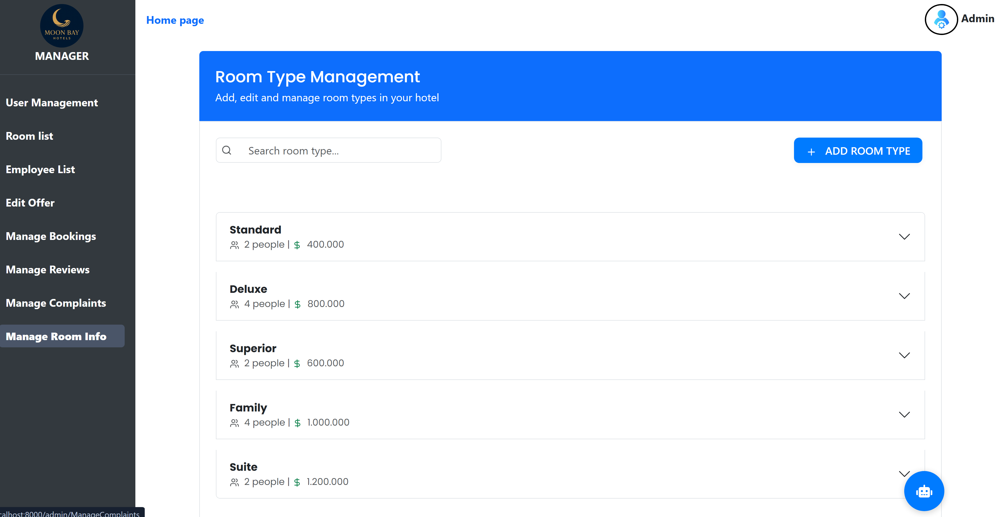 MOON BAY
HOTELS
MANAGER
User Management
Room list
Employee List
Edit Offer
Manage Bookings
Manage Reviews
Manage Complaints
Manage Room Info
Home page
Admin
Room Type Management
Add, edit and manage room types in your hotel
Search room type...
+ ADD ROOM TYPE
Standard
2 people | $ 400.000
Deluxe
4 people | $ 800.000
Superior
2 people | $ 600.000
Family
4 people | $ 1.000.000
Suite
2 people | $ 1.200.000
calhost:8000/admin/ManageComplaints